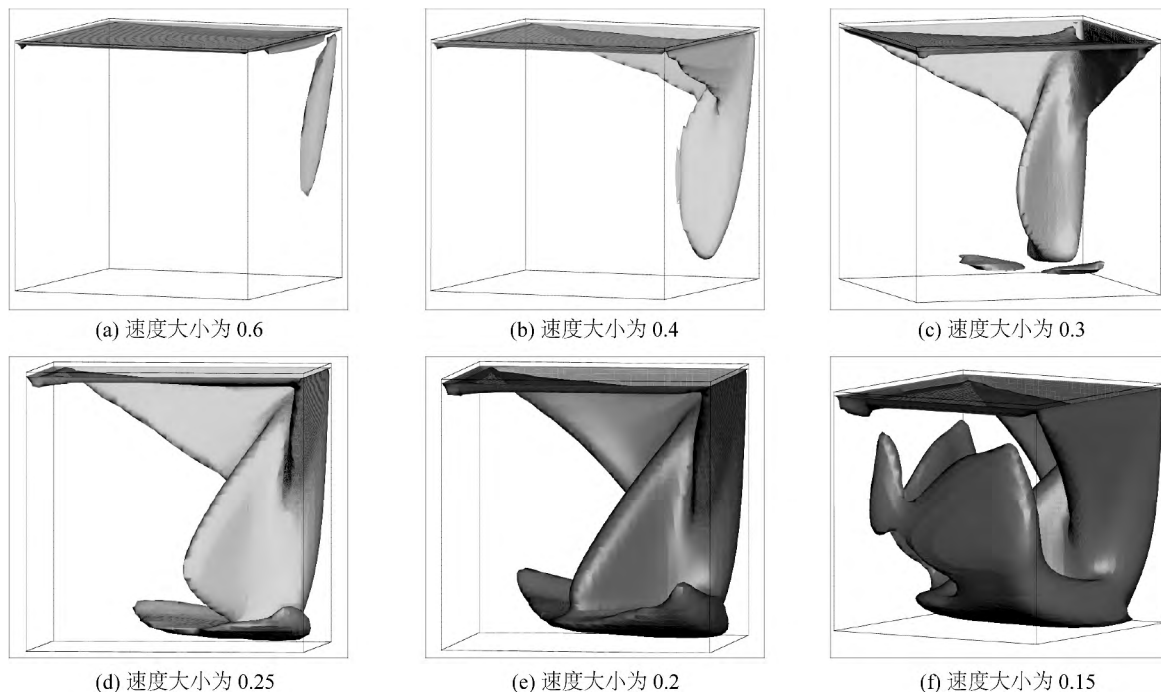 (a) 速度大小为 0.6
(b) 速度大小为 0.4
(c) 速度大小为 0.3
(d) 速度大小为 0.25
(e) 速度大小为 0.2
(f) 速度大小为 0.15